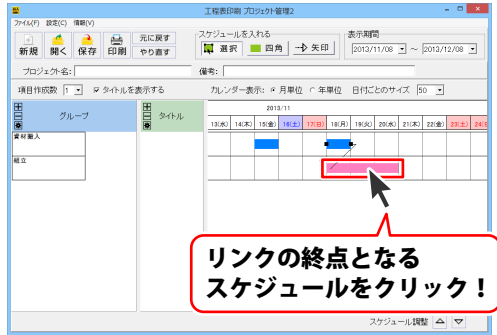 工程表印刷 プロジェクト管理2
ファイル(F) 設定(C) 情報(V)
新規 開く 保存 印刷 元に戻す やり直す
スケジュールを入れる
選択 四角 矢印
表示期間
2013/11/08 ～ 2013/12/08
プロジェクト名: 備考:
項目作成数 1 タイトルを表示する カレンダー表示: 月単位 年単位 日付ごとのサイズ 50
グループ タイトル
2013/11
13(水) 14(木) 15(金) 16(土) 17(日) 18(月) 19(火) 20(水) 21(木) 22(金) 23(土) 24(日
資材搬入
組立
リンクの終点となる
スケジュールをクリック！
スケジュール調整